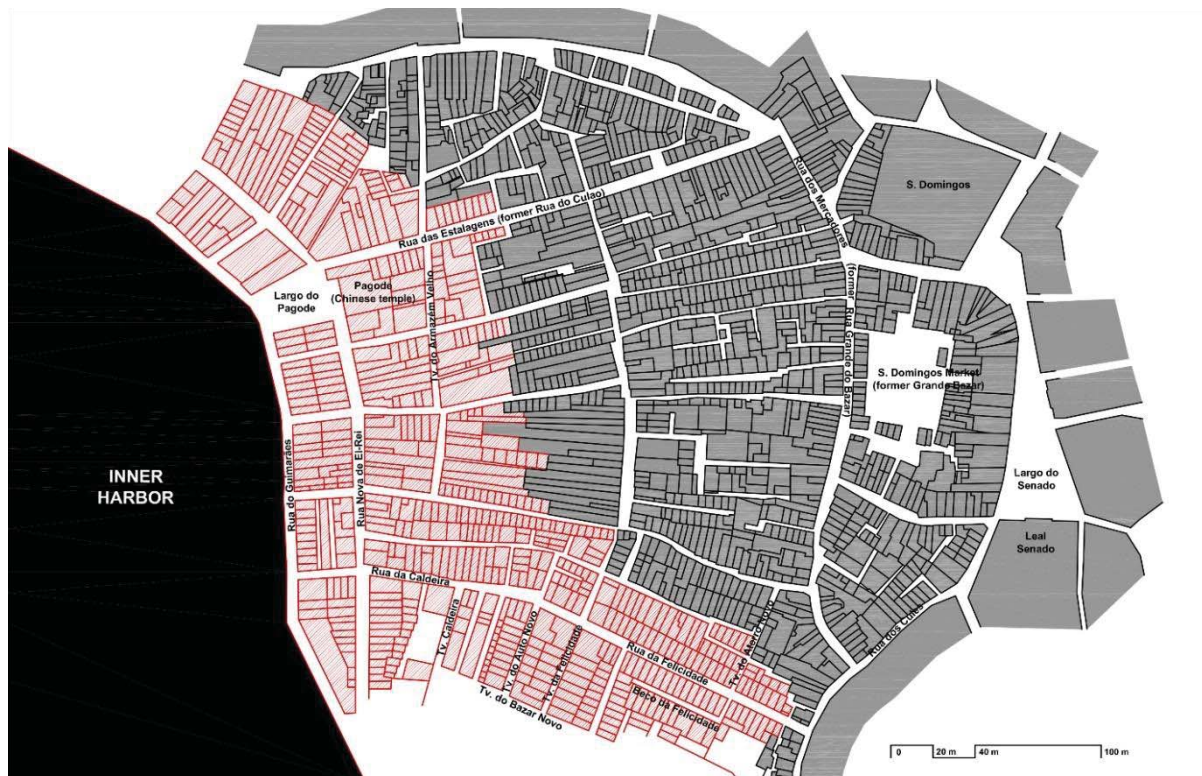 S. Domingos
Rua dos Mercadores
Rua das Estalagens (former Rua do Culao)
Pagode
(Chinese temple)
Largo do
Pagode
Tv. do Armazém Velho
(former Rua Grande do Bazar)
S. Domingos Market
(former Grande Bazar)
INNER
HARBOR
Rua do Guimarães
Rua Nova de El-Rei
Largo do
Senado
Leal
Senado
Rua da Caldeira
Tv. Caldeira
Tv. do Auto Novo
Tv. da Felicidade
Rua da Felicidade
Tv. do Aterro Novo
Rua dos Cules
Beco da Felicidade
Tv. do Bazar Novo
0 20 m 40 m 100 m